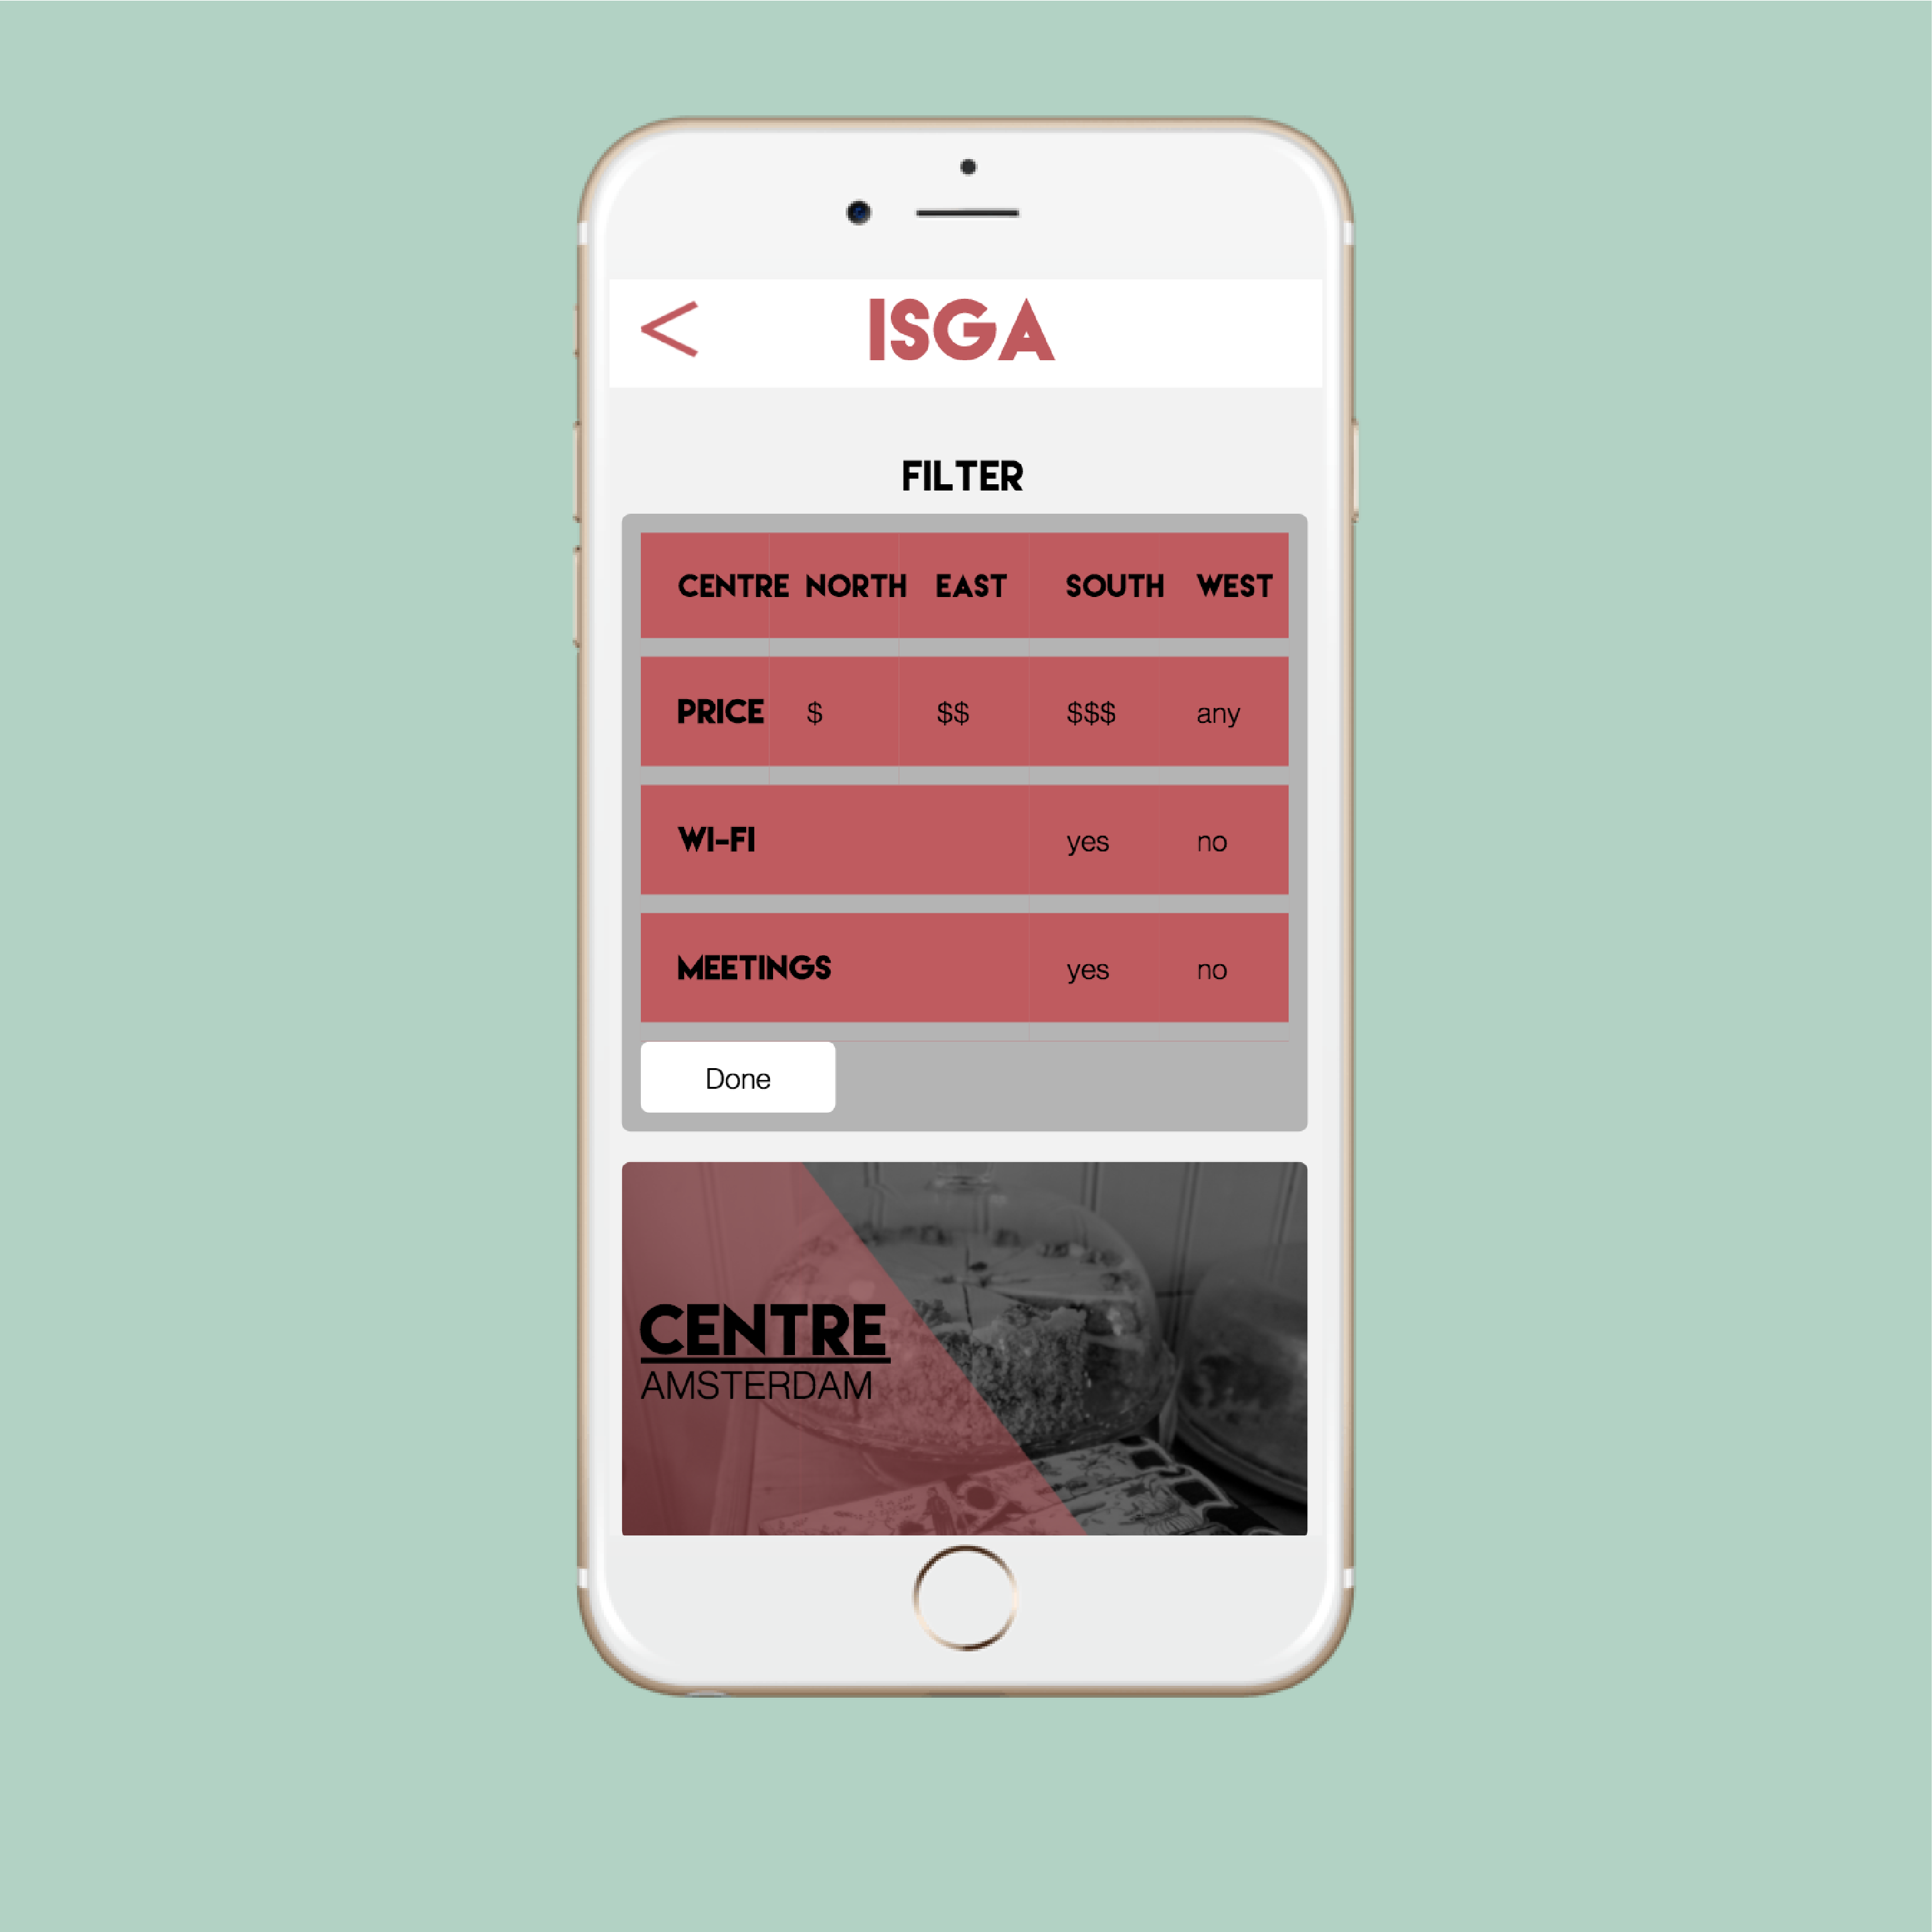 <
ISGA
FILTER
CENTRE NORTH EAST SOUTH WEST
PRICE $ $$ $$$ any
WI-FI yes no
MEETINGS yes no
Done
CENTRE
AMSTERDAM